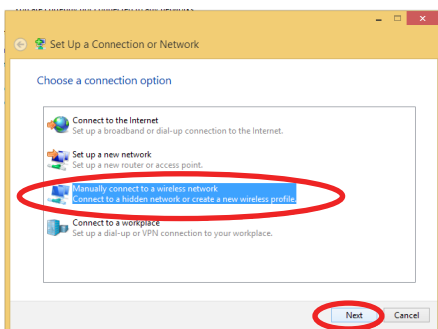 Set Up a Connection or Network
Choose a connection option
Connect to the Internet
Set up a broadband or dial-up connection to the Internet.
Set up a new network
Set up a new router or access point.
Manually connect to a wireless network
Connect to a hidden network or create a new wireless profile.
Connect to a workplace
Set up a dial-up or VPN connection to your workplace.
Next
Cancel